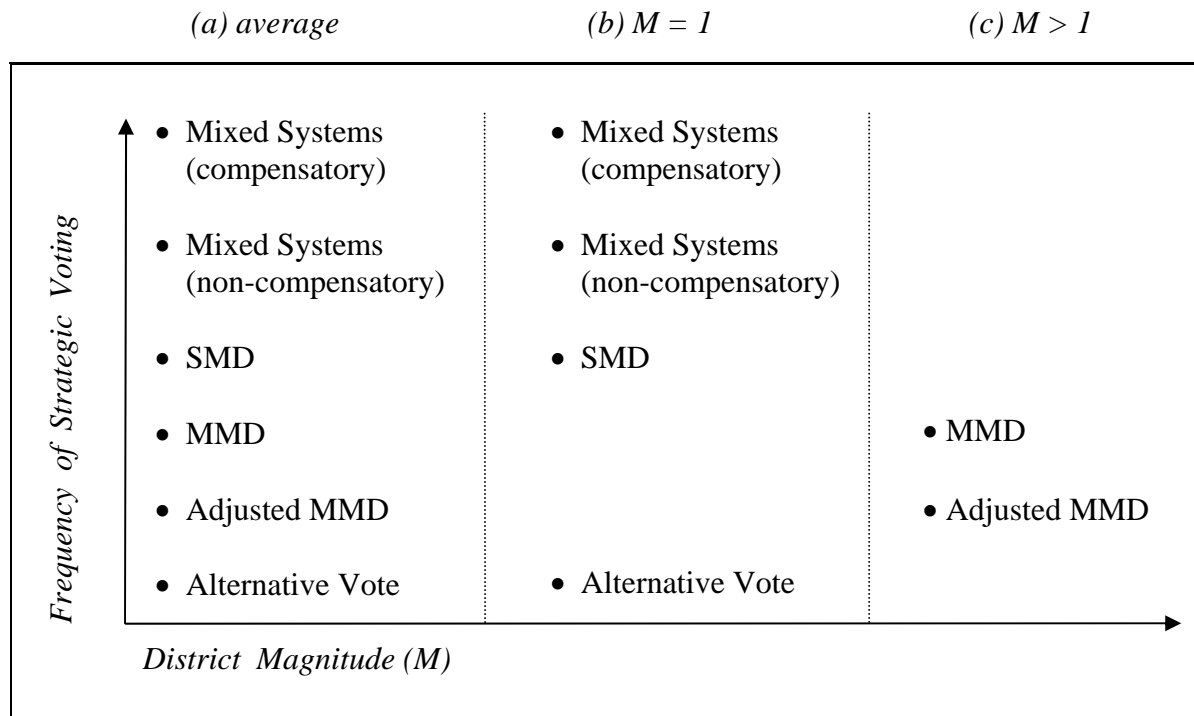 (a) average
(b) M = 1
(c) M > 1
Frequency of Strategic Voting
• Mixed Systems
(compensatory)
• Mixed Systems
(non-compensatory)
• SMD
• MMD
• Adjusted MMD
• Alternative Vote
• Mixed Systems
(compensatory)
• Mixed Systems
(non-compensatory)
• SMD
• Alternative Vote
• MMD
• Adjusted MMD
District Magnitude (M)